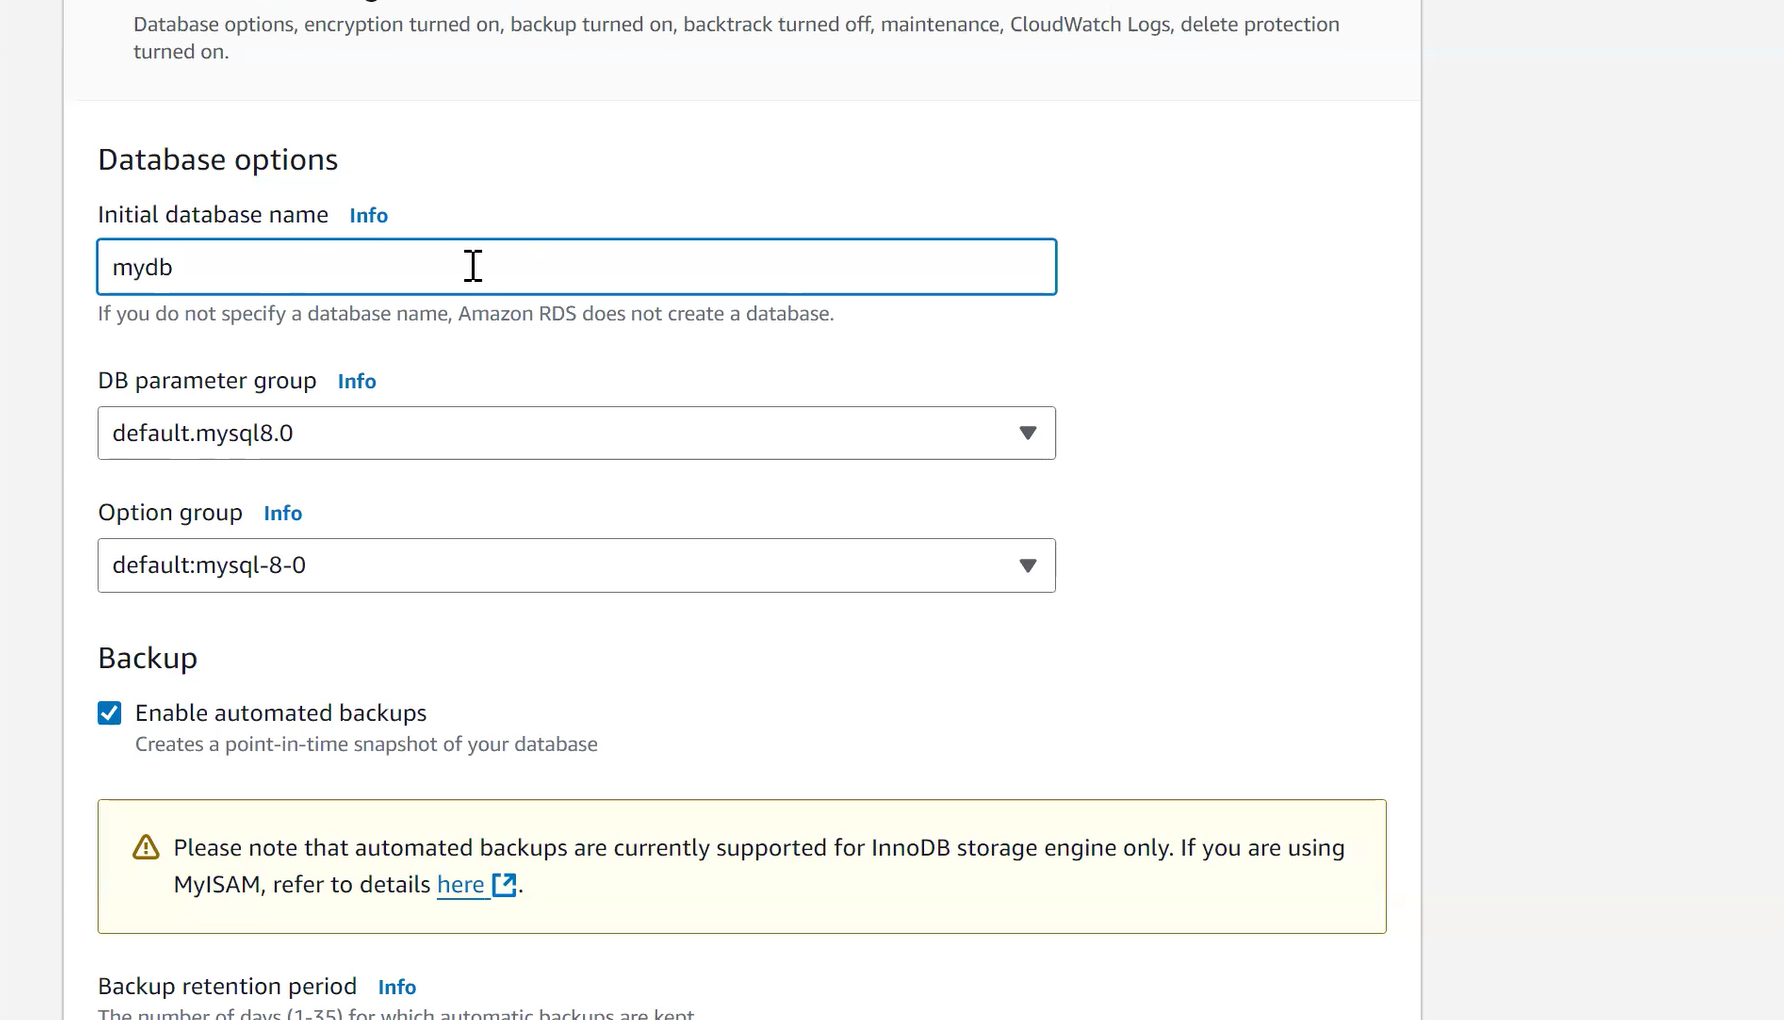 Database options, encryption turned on, backup turned on, backtrack turned off, maintenance, CloudWatch Logs, delete protection
turned on.
Database options
Initial database name Info
mydb
If you do not specify a database name, Amazon RDS does not create a database.
DB parameter group Info
default.mysql8.0
Option group Info
default:mysql-8-0
Backup
Enable automated backups
Creates a point-in-time snapshot of your database
Please note that automated backups are currently supported for InnoDB storage engine only. If you are using
MyISAM, refer to details here.
Backup retention period Info
The number of days (1-35) for which automatic backups are kept.